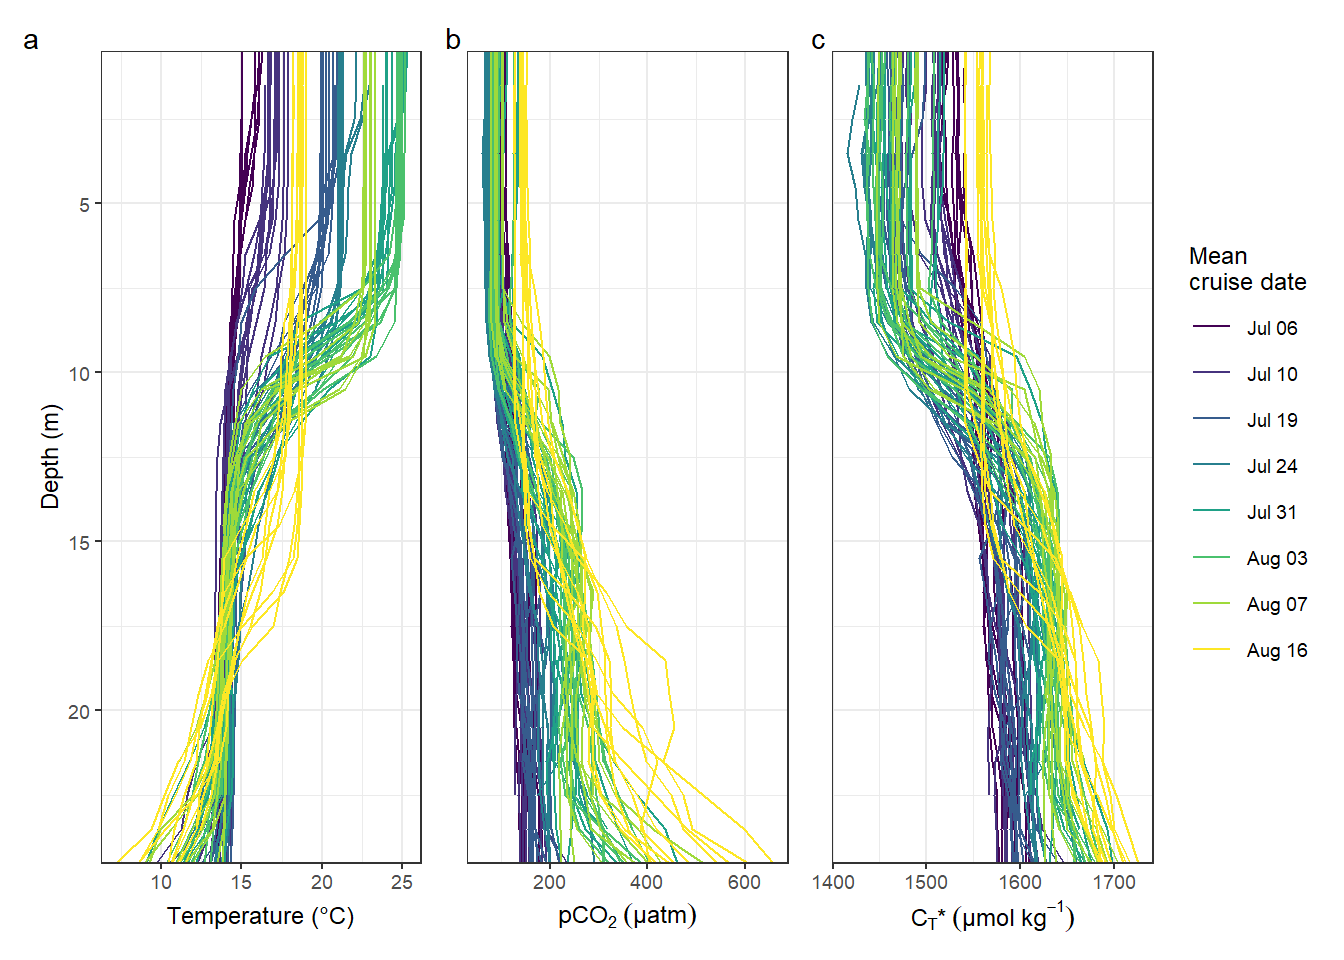 a
b
c
5
10
15
20
Depth (m)
10
15
20
25
Temperature (°C)
200
400
600
pCO₂ (µatm)
1400
1500
1600
1700
C_T* (µmol kg⁻¹)
Mean
cruise date
Jul 06
Jul 10
Jul 19
Jul 24
Jul 31
Aug 03
Aug 07
Aug 16